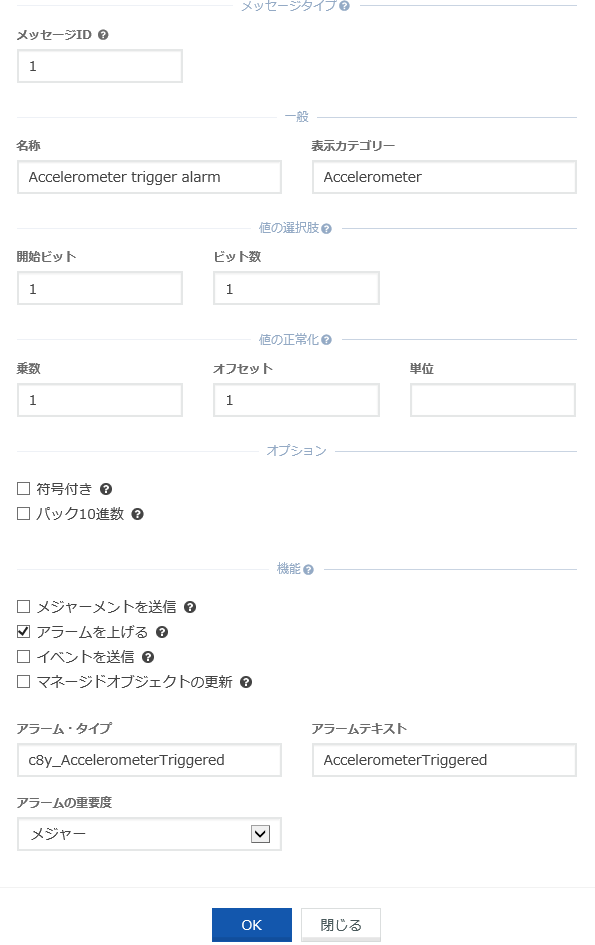 メッセージタイプ
メッセージID
1
一般
名称 表示カテゴリー
Accelerometer trigger alarm Accelerometer
値の選択肢
開始ビット ビット数
1 1
値の正常化
乗数 オフセット 単位
1 1
オプション
符号付き
パック10進数
機能
メジャーメントを送信
アラームを上げる
イベントを送信
マネージドオブジェクトの更新
アラーム・タイプ アラームテキスト
c8y_AccelerometerTriggered AccelerometerTriggered
アラームの重要度
メジャー
OK 閉じる